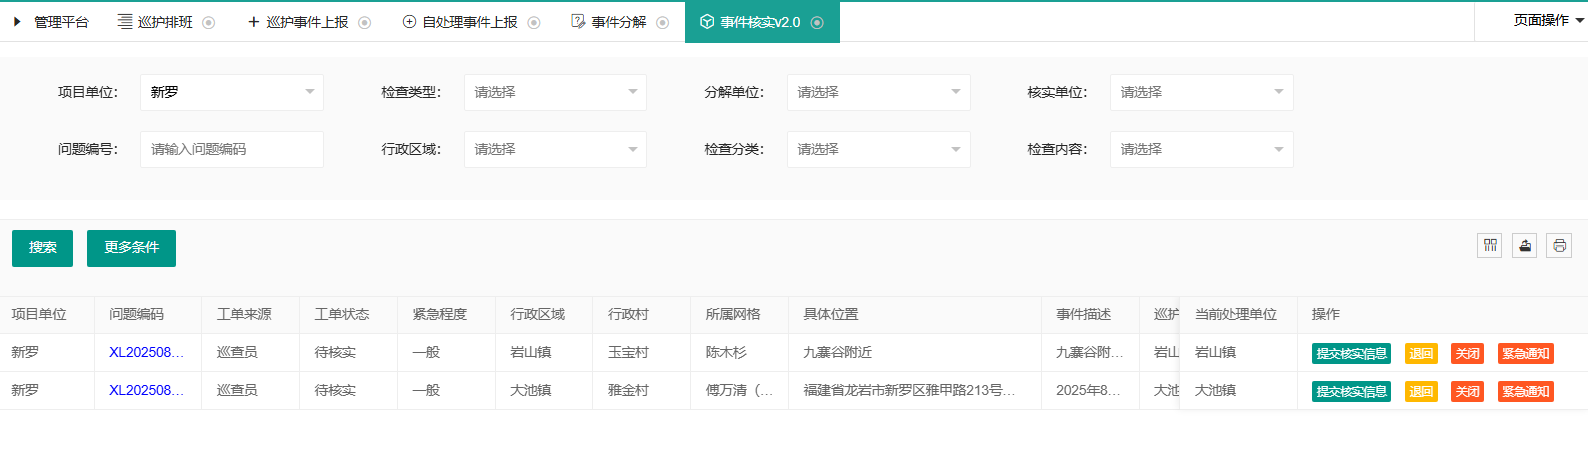 管理平台 巡护排班 巡护事件上报 自处理事件上报 事件分解 事件核实v2.0 页面操作
项目单位: 新罗 检查类型: 请选择 分解单位: 请选择 核实单位: 请选择
问题编号: 请输入问题编码 行政区域: 请选择 检查分类: 请选择 检查内容: 请选择
搜索 更多条件
项目单位 问题编码 工单来源 工单状态 紧急程度 行政区域 行政村 所属网格 具体位置 事件描述 巡护 当前处理单位 操作
新罗 XL202508... 巡查员 待核实 一般 岩山镇 玉宝村 陈木杉 九寨谷附近 九寨谷附... 岩山 岩山镇 提交核实信息 退回 关闭 紧急通知
新罗 XL202508... 巡查员 待核实 一般 大池镇 雅金村 傅万清（... 福建省龙岩市新罗区雅甲路213号... 2025年8... 大池 大池镇 提交核实信息 退回 关闭 紧急通知